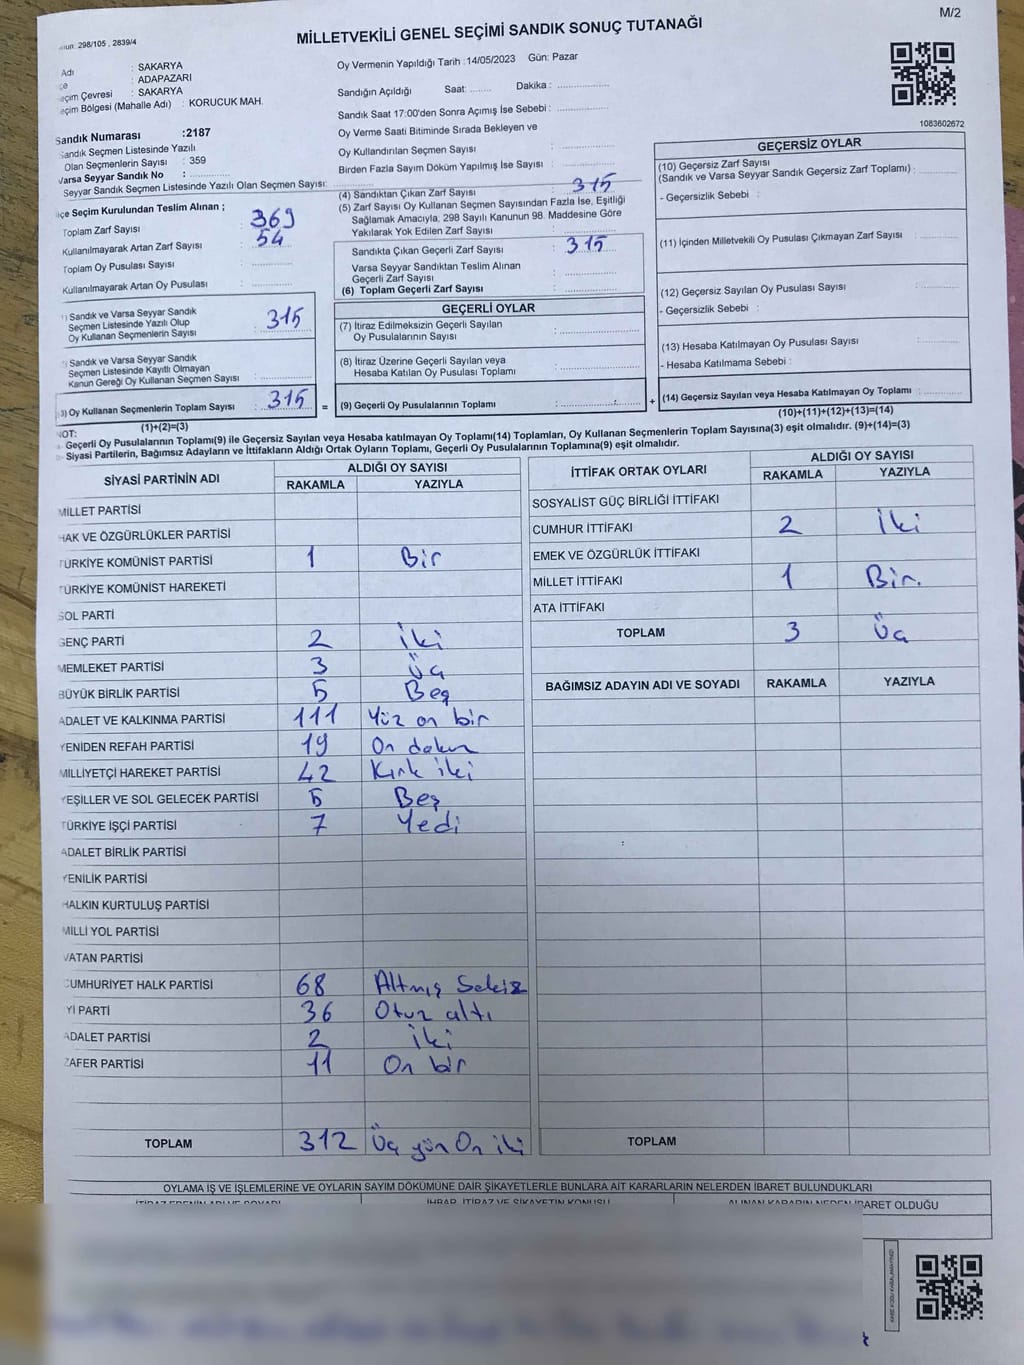 M/2
298/105 , 2839/4
MİLLETVEKİLİ GENEL SEÇİMİ SANDIK SONUÇ TUTANAĞI
Adı : SAKARYA
: ADAPAZARI
eçim Çevresi : SAKARYA
eçim Bölgesi (Mahalle Adı) : KORUCUK MAH.
Sandık Numarası :2187
Sandık Seçmen Listesinde Yazılı
Olan Seçmenlerin Sayısı : 359
Varsa Seyyar Sandık No :
Seyyar Sandık Seçmen Listesinde Yazılı Olan Seçmen Sayısı:
Oy Vermenin Yapıldığı Tarih :14/05/2023 Gün: Pazar
Sandığın Açıldığı Saat: Dakika :
Sandık Saat 17:00'den Sonra Açımış İse Sebebi :
Oy Verme Saati Bitiminde Sırada Bekleyen ve
Oy Kullandırılan Seçmen Sayısı :
Birden Fazla Sayım Döküm Yapılmış İse Sayısı :
1083602672
lçe Seçim Kurulundan Teslim Alınan ;
Toplam Zarf Sayısı : 369
Kullanılmayarak Artan Zarf Sayısı : 54
Toplam Oy Pusulası Sayısı :
Kullanılmayarak Artan Oy Pusulası :
(4) Sandıktan Çıkan Zarf Sayısı : 315
(5) Zarf Sayısı Oy Kullanan Seçmen Sayısından Fazla İse, Eşitliği
Sağlamak Amacıyla, 298 Sayılı Kanunun 98. Maddesine Göre
Yakılarak Yok Edilen Zarf Sayısı :
Sandıkta Çıkan Geçerli Zarf Sayısı : 315
Varsa Seyyar Sandıktan Teslim Alınan
Geçerli Zarf Sayısı :
(6) Toplam Geçerli Zarf Sayısı :
1) Sandık ve Varsa Seyyar Sandık
Seçmen Listesinde Yazılı Olup
Oy Kullanan Seçmenlerin Sayısı : 315
Sandık ve Varsa Seyyar Sandık
Seçmen Listesinde Kayıtlı Olmayan
Kanun Gereği Oy Kullanan Seçmen Sayısı :
3) Oy Kullanan Seçmenlerin Toplam Sayısı : 315 =
(1)+(2)=(3)
GEÇERLİ OYLAR
(7) İtiraz Edilmeksizin Geçerli Sayılan
Oy Pusulasının Sayısı :
(8) İtiraz Üzerine Geçerli Sayılan veya
Hesaba Katılan Oy Pusulası Toplamı :
(9) Geçerli Oy Pusulalarının Toplamı : +
GEÇERSİZ OYLAR
(10) Geçersiz Zarf Sayısı
(Sandık ve Varsa Seyyar Sandık Geçersiz Zarf Toplamı) :
- Geçersizlik Sebebi :
(11) İçinden Milletvekili Oy Pusulası Çıkmayan Zarf Sayısı :
(12) Geçersiz Sayılan Oy Pusulası Sayısı :
- Geçersizlik Sebebi :
(13) Hesaba Katılmayan Oy Pusulası Sayısı :
- Hesaba Katılmama Sebebi :
(14) Geçersiz Sayılan veya Hesaba Katılmayan Oy Toplamı :
(10)+(11)+(12)+(13)=(14)
NOT:
Geçerli Oy Pusulalarının Toplamı(9) ile Geçersiz Sayılan veya Hesaba katılmayan Oy Toplamı(14) Toplamları, Oy Kullanan Seçmenlerin Toplam Sayısına(3) eşit olmalıdır. (9)+(14)=(3)
Siyasi Partilerin, Bağımsız Adayların ve İttifakların Aldığı Ortak Oyların Toplamı, Geçerli Oy Pusulalarının Toplamına(9) eşit olmalıdır.
SİYASİ PARTİNİN ADI ALDIĞI OY SAYISI
RAKAMLA YAZIYLA
MİLLET PARTİSİ
HAK VE ÖZGÜRLÜKLER PARTİSİ
TÜRKİYE KOMÜNİST PARTİSİ 1 Bir
TÜRKİYE KOMÜNİST HAREKETİ
SOL PARTİ
GENÇ PARTİ 2 İki
MEMLEKET PARTİSİ 3 Üç
BÜYÜK BİRLİK PARTİSİ 5 Beş
ADALET VE KALKINMA PARTİSİ 111 Yüz on bir
YENİDEN REFAH PARTİSİ 19 On dokuz
MİLLİYETÇİ HAREKET PARTİSİ 42 Kırk iki
YEŞİLLER VE SOL GELECEK PARTİSİ 5 Beş
TÜRKİYE İŞÇİ PARTİSİ 7 Yedi
ADALET BİRLİK PARTİSİ
YENİLİK PARTİSİ
HALKIN KURTULUŞ PARTİSİ
MİLLİ YOL PARTİSİ
VATAN PARTİSİ
CUMHURİYET HALK PARTİSİ 68 Altmış Sekiz
İYİ PARTİ 36 Otuz altı
ADALET PARTİSİ 2 İki
ZAFER PARTİSİ 11 On bir
TOPLAM 312 Üç yüz On iki
İTTİFAK ORTAK OYLARI ALDIĞI OY SAYISI
RAKAMLA YAZIYLA
SOSYALİST GÜÇ BİRLİĞİ İTTİFAKI
CUMHUR İTTİFAKI 2 İki
EMEK VE ÖZGÜRLÜK İTTİFAKI
MİLLET İTTİFAKI 1 Bir.
ATA İTTİFAKI
TOPLAM 3 Üç
BAĞIMSIZ ADAYIN ADI VE SOYADI RAKAMLA YAZIYLA
TOPLAM
OYLAMA İŞ VE İŞLEMLERİNE VE OYLARIN SAYIM DÖKÜMÜNE DAİR ŞİKAYETLERLE BUNLARA AİT KARARLARIN NELERDEN İBARET BULUNDUKLARI
İTİRAZ EDENİN ADI VE SOYADI İHBAR, İTİRAZ VE ŞİKAYETİN KONUSU ALINAN KARARIN NEDEN İBARET OLDUĞU